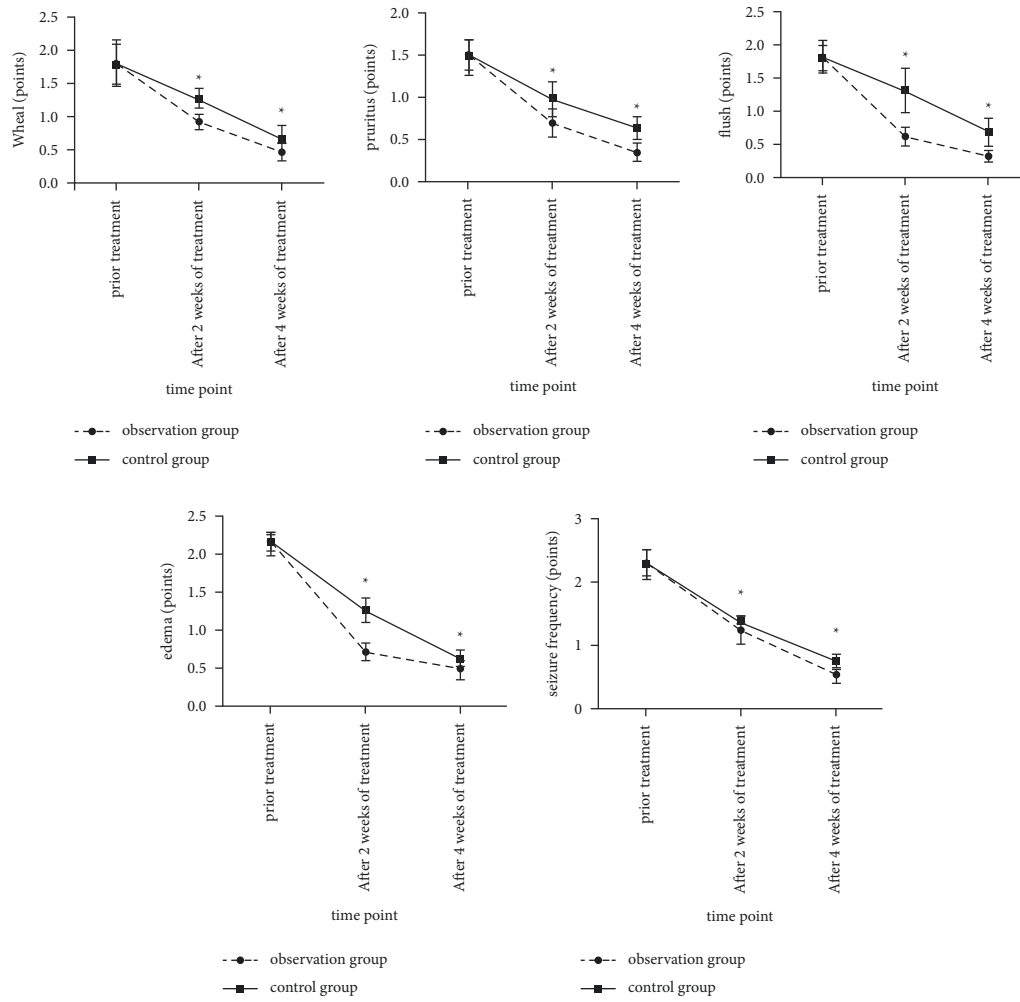 2.5
2.0
1.5
1.0
0.5
0.0
Wheal (points)
*
*
prior treatment
After 2 weeks of treatment
After 4 weeks of treatment
time point
observation group
control group
2.0
1.5
1.0
0.5
0.0
pruritus (points)
*
*
prior treatment
After 2 weeks of treatment
After 4 weeks of treatment
time point
observation group
control group
2.5
2.0
1.5
1.0
0.5
0.0
flush (points)
*
*
prior treatment
After 2 weeks of treatment
After 4 weeks of treatment
time point
observation group
control group
2.5
2.0
1.5
1.0
0.5
0.0
edema (points)
*
*
prior treatment
After 2 weeks of treatment
After 4 weeks of treatment
time point
observation group
control group
3
2
1
0
seizure frequency (points)
*
*
prior treatment
After 2 weeks of treatment
After 4 weeks of treatment
time point
observation group
control group